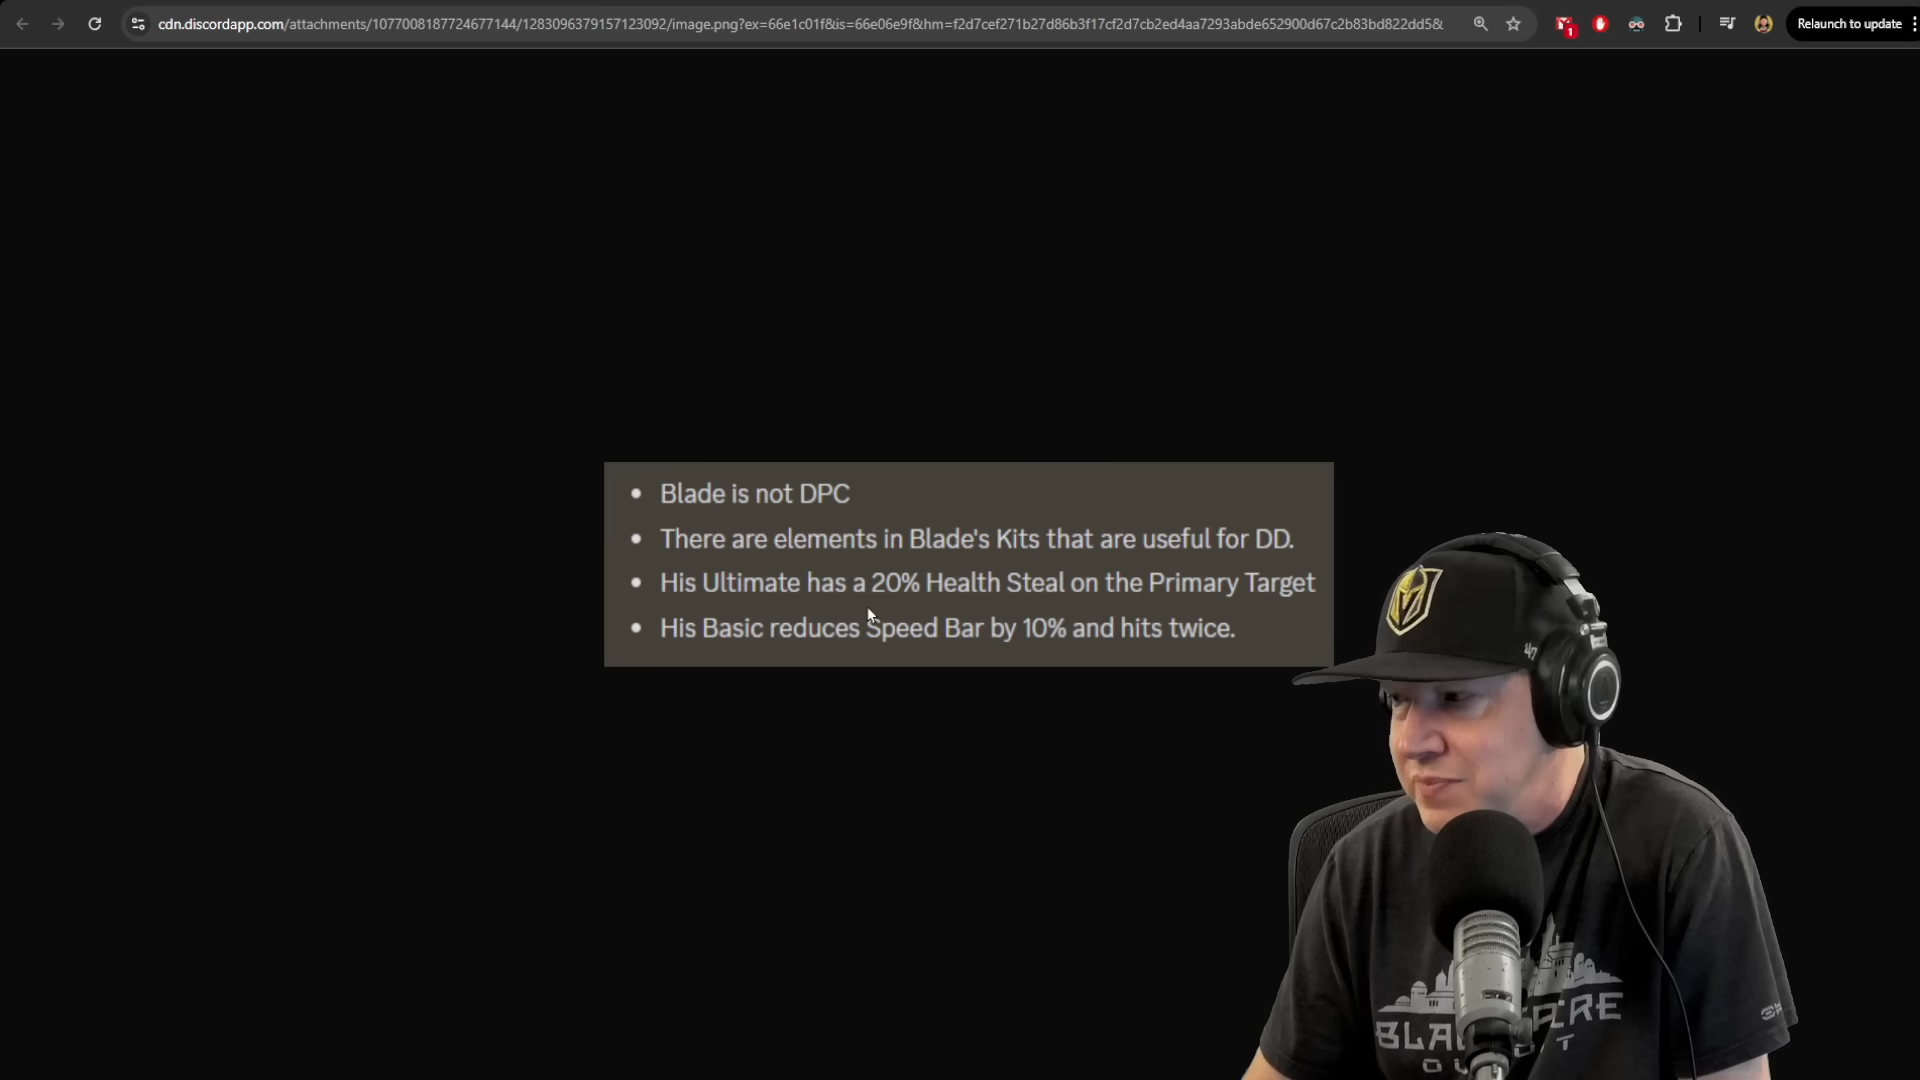 cdn.discordapp.com/attachments/1077008187724677144/1283096379157123092/image.png?ex=66e1c01f&is=66e06e9f&hm=f2d7cef271b27d86b3f17cf2d7cb2ed4aa7293abde652900d67c2b83bd822dd5&
1
Relaunch to update
• Blade is not DPC
• There are elements in Blade's Kits that are useful for DD.
• His Ultimate has a 20% Health Steal on the Primary Target
• His Basic reduces Speed Bar by 10% and hits twice.
47